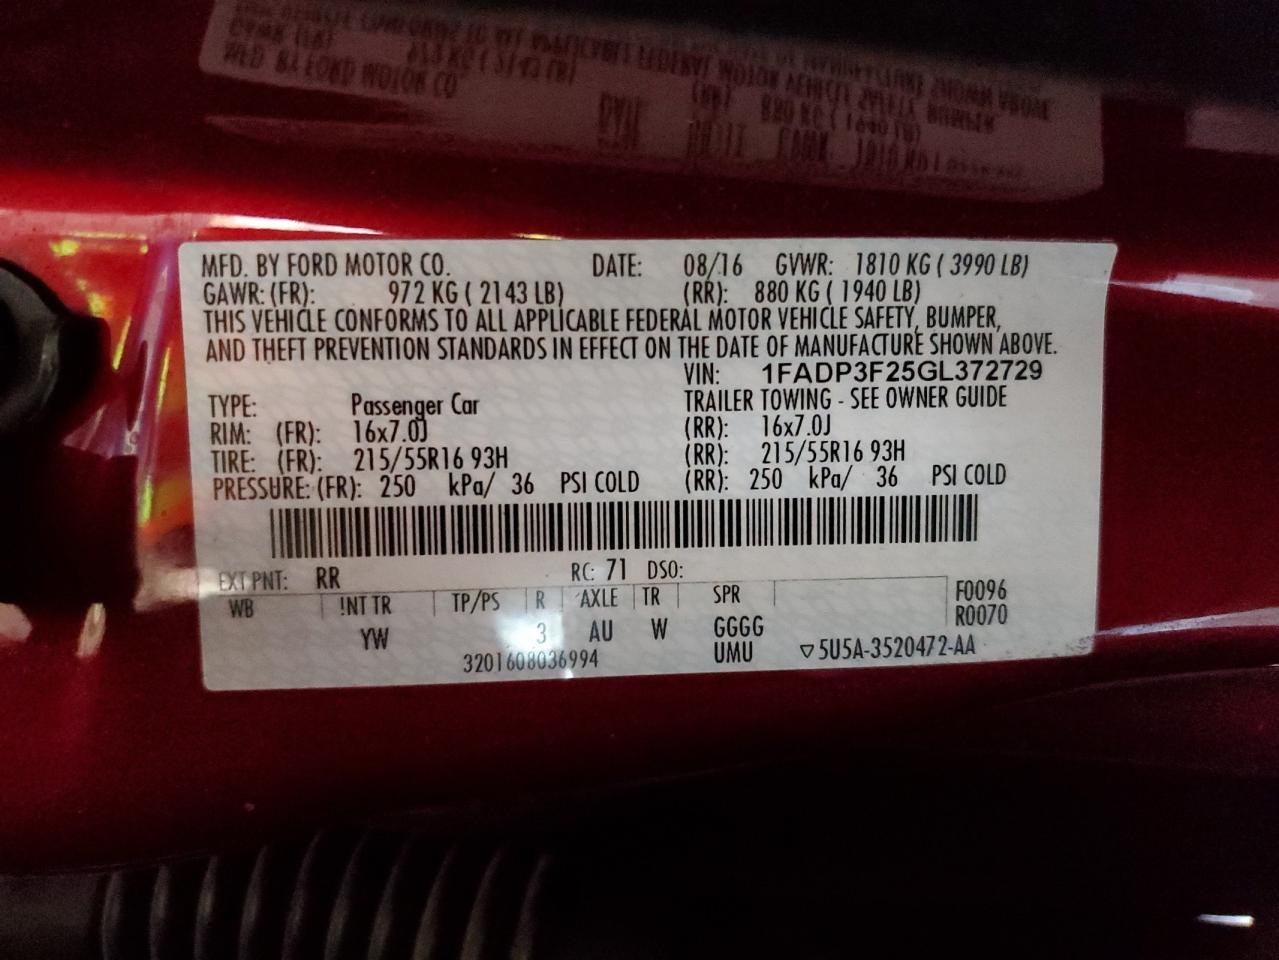 MFD. BY FORD MOTOR CO. DATE: 08/16 GVWR: 1810 KG ( 3990 LB)
GAWR: (FR): 972 KG ( 2143 LB) (RR): 880 KG ( 1940 LB)
THIS VEHICLE CONFORMS TO ALL APPLICABLE FEDERAL MOTOR VEHICLE SAFETY, BUMPER,
AND THEFT PREVENTION STANDARDS IN EFFECT ON THE DATE OF MANUFACTURE SHOWN ABOVE.
VIN: 1FADP3F25GL372729
TYPE: Passenger Car TRAILER TOWING - SEE OWNER GUIDE
RIM: (FR): 16x7.0J (RR): 16x7.0J
TIRE: (FR): 215/55R16 93H (RR): 215/55R16 93H
PRESSURE: (FR): 250 kPa/ 36 PSI COLD (RR): 250 kPa/ 36 PSI COLD
EXT PNT: RR RC: 71 DSO:
WB INT TR TP/PS R AXLE TR SPR F0096
R0070
YW 3 AU W GGGG
3201608036994 UMU ▽5U5A-3520472-AA